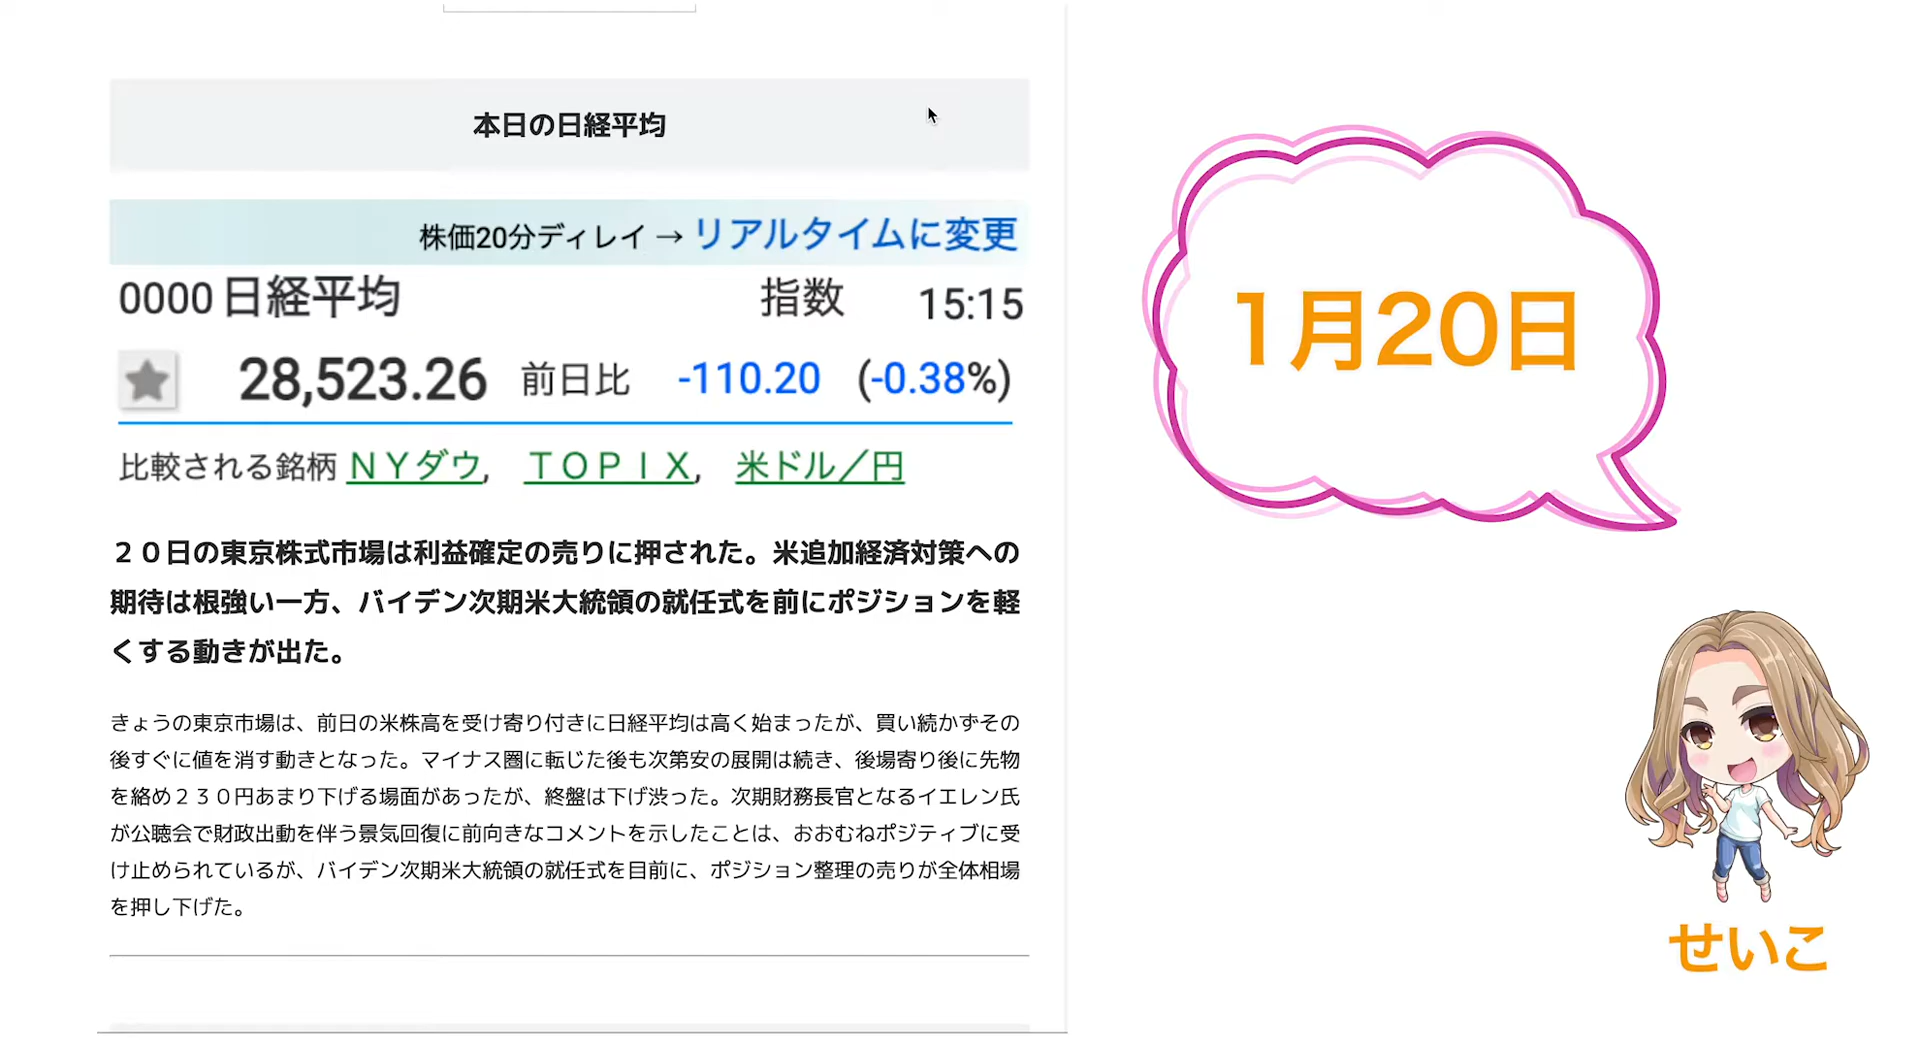 本日の日経平均
株価20分ディレイ → リアルタイムに変更
0000 日経平均 指数 15:15
28,523.26 前日比 -110.20 (-0.38%)
比較される銘柄 ＮＹダウ, ＴＯＰＩＸ, 米ドル／円
２０日の東京株式市場は利益確定の売りに押された。米追加経済対策への
期待は根強い一方、バイデン次期米大統領の就任式を前にポジションを軽
くする動きが出た。
きょうの東京市場は、前日の米株高を受け寄り付きに日経平均は高く始まったが、買い続かずその
後すぐに値を消す動きとなった。マイナス圏に転じた後も次第安の展開は続き、後場寄り後に先物
を絡め２３０円あまり下げる場面があったが、終盤は下げ渋った。次期財務長官となるイエレン氏
が公聴会で財政出動を伴う景気回復に前向きなコメントを示したことは、おおむねポジティブに受
け止められているが、バイデン次期米大統領の就任式を目前に、ポジション整理の売りが全体相場
を押し下げた。
1月20日
せいこ